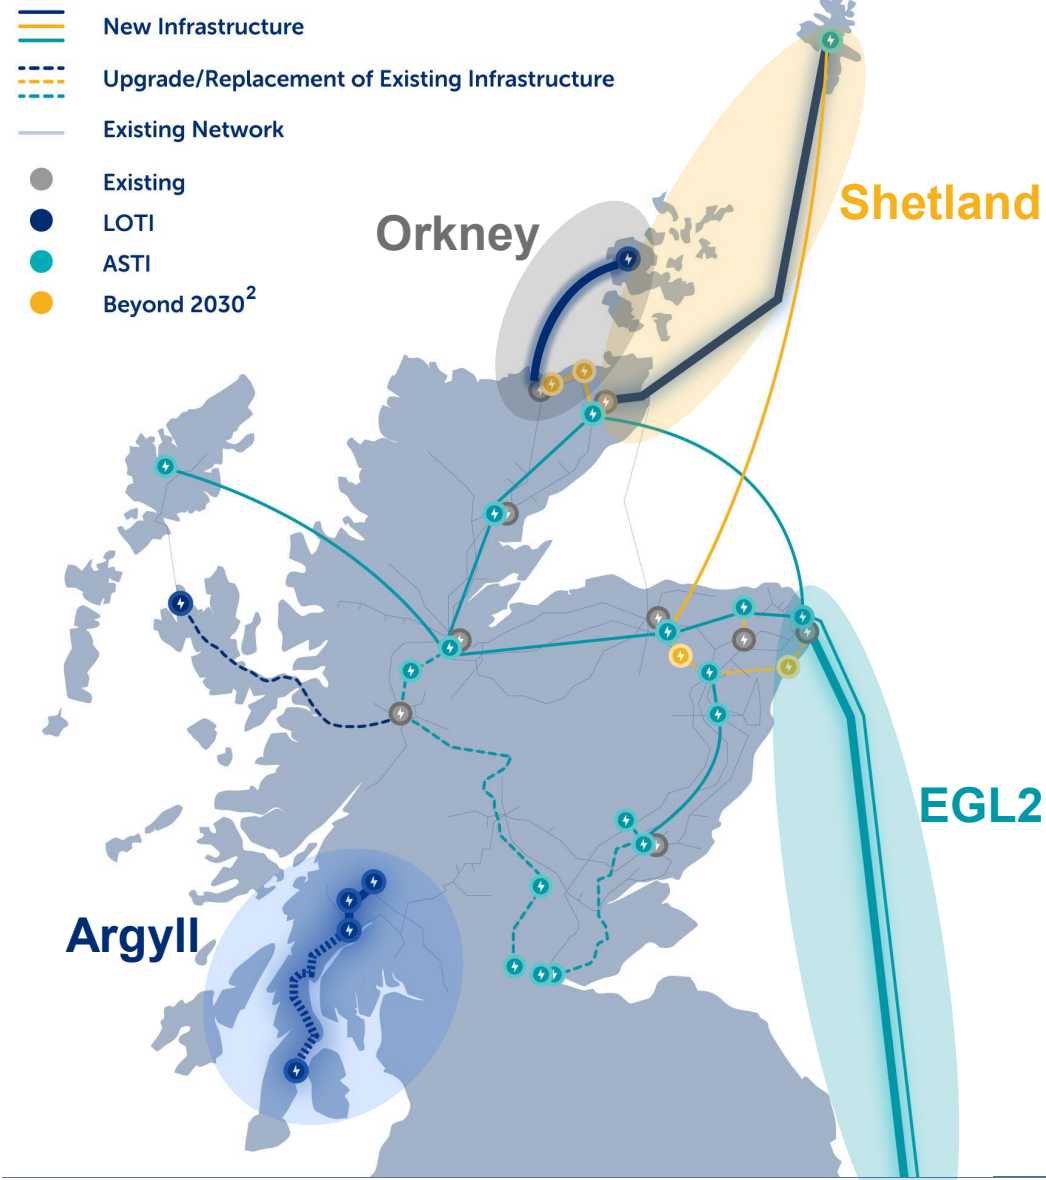 New Infrastructure
Upgrade/Replacement of Existing Infrastructure
Existing Network
Existing
LOTI
ASTI
Beyond 2030²
Shetland
Orkney
EGL2
Argyll